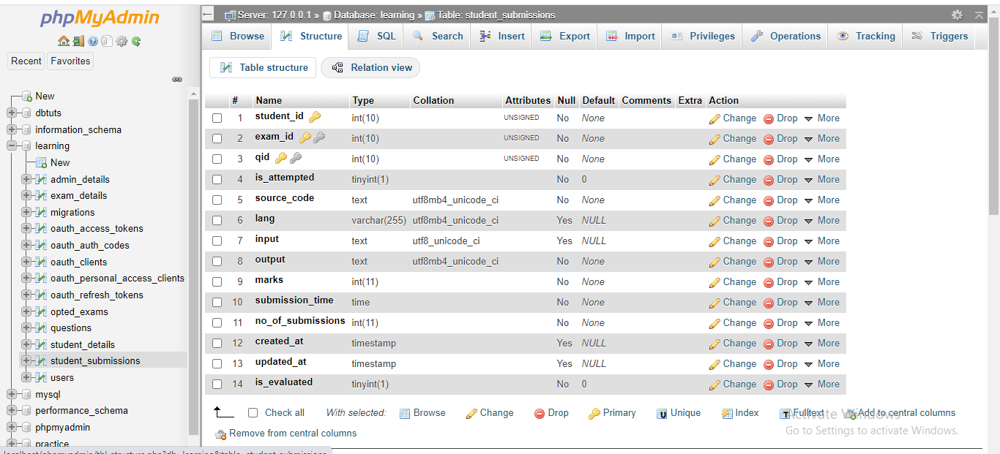 phpMyAdmin
Recent Favorites
New
dbtuts
information_schema
learning
New
admin_details
exam_details
migrations
oauth_access_tokens
oauth_auth_codes
oauth_clients
oauth_personal_access_clients
oauth_refresh_tokens
opted_exams
questions
student_details
student_submissions
users
mysql
performance_schema
phpmyadmin
practice
Server: 127.0.0.1 » Database: learning » Table: student_submissions
Browse Structure SQL Search Insert Export Import Privileges Operations Tracking Triggers
Table structure Relation view
# Name Type Collation Attributes Null Default Comments Extra Action
1 student_id int(10) UNSIGNED No None Change Drop More
2 exam_id int(10) UNSIGNED No None Change Drop More
3 qid int(10) UNSIGNED No None Change Drop More
4 is_attempted tinyint(1) No 0 Change Drop More
5 source_code text utf8mb4_unicode_ci No None Change Drop More
6 lang varchar(255) utf8mb4_unicode_ci Yes NULL Change Drop More
7 input text utf8_unicode_ci Yes NULL Change Drop More
8 output text utf8mb4_unicode_ci No None Change Drop More
9 marks int(11) No None Change Drop More
10 submission_time time No None Change Drop More
11 no_of_submissions int(11) No None Change Drop More
12 created_at timestamp Yes NULL Change Drop More
13 updated_at timestamp Yes NULL Change Drop More
14 is_evaluated tinyint(1) No 0 Change Drop More
Check all With selected: Browse Change Drop Primary Unique Index Fulltext Add to central columns
Remove from central columns
Activate Windows
Go to Settings to activate Windows.